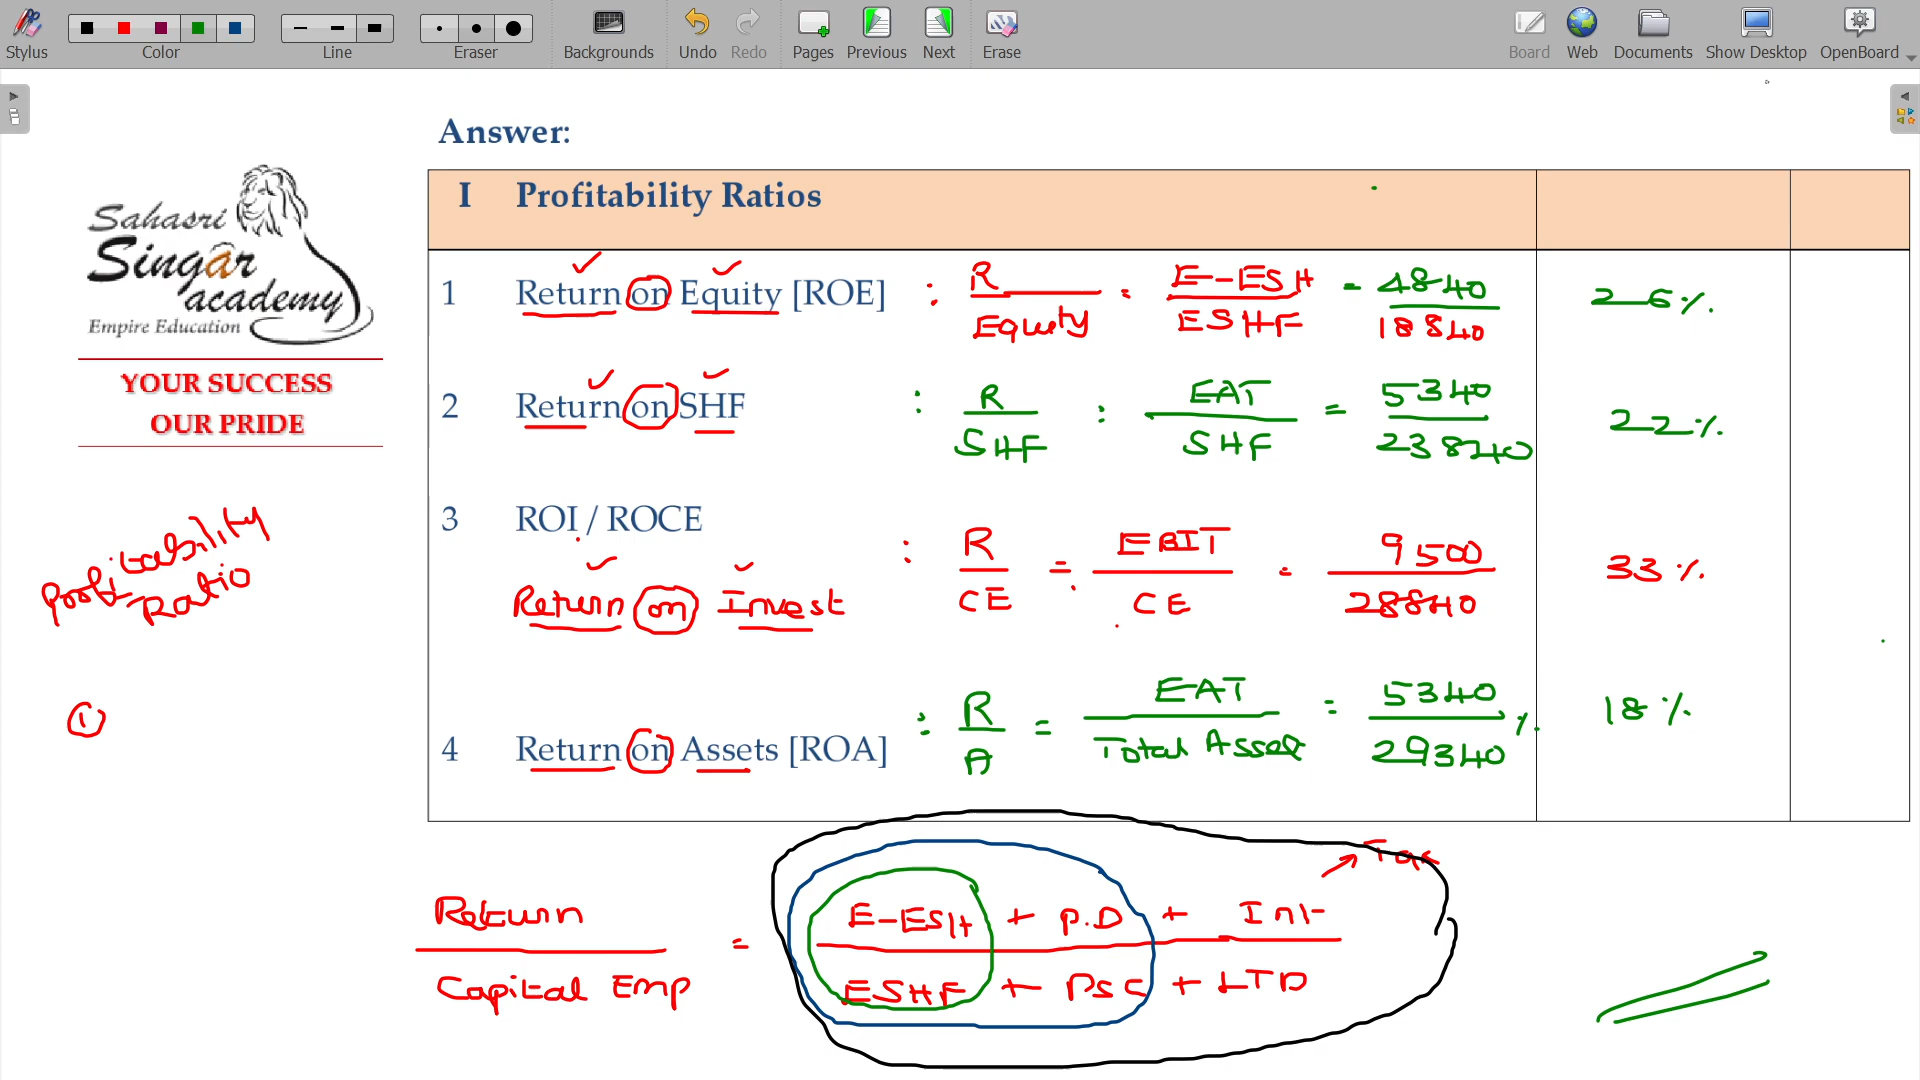 Stylus Color Line Eraser Backgrounds Undo Redo Pages Previous Next Erase Board Web Documents Show Desktop OpenBoard
Answer:
I Profitability Ratios
1 Return on Equity [ROE] : R / Equity = E-ESH / ESHF = 4840 / 18840 26%
2 Return on SHF : R / SHF : EAT / SHF = 5340 / 23840 22%
3 ROI / ROCE
Return on Invest : R / CE = EBIT / CE = 9500 / 28840 33%
4 Return on Assets [ROA] : R / A = EAT / Total Asset = 5340 / 29340 % 18%
Sahasri
Singar
academy
Empire Education
YOUR SUCCESS
OUR PRIDE
Profitability
Ratio
1
Tax
Return = E-ESH + P.D + Int
Capital Emp ESHF + PSC + LTD